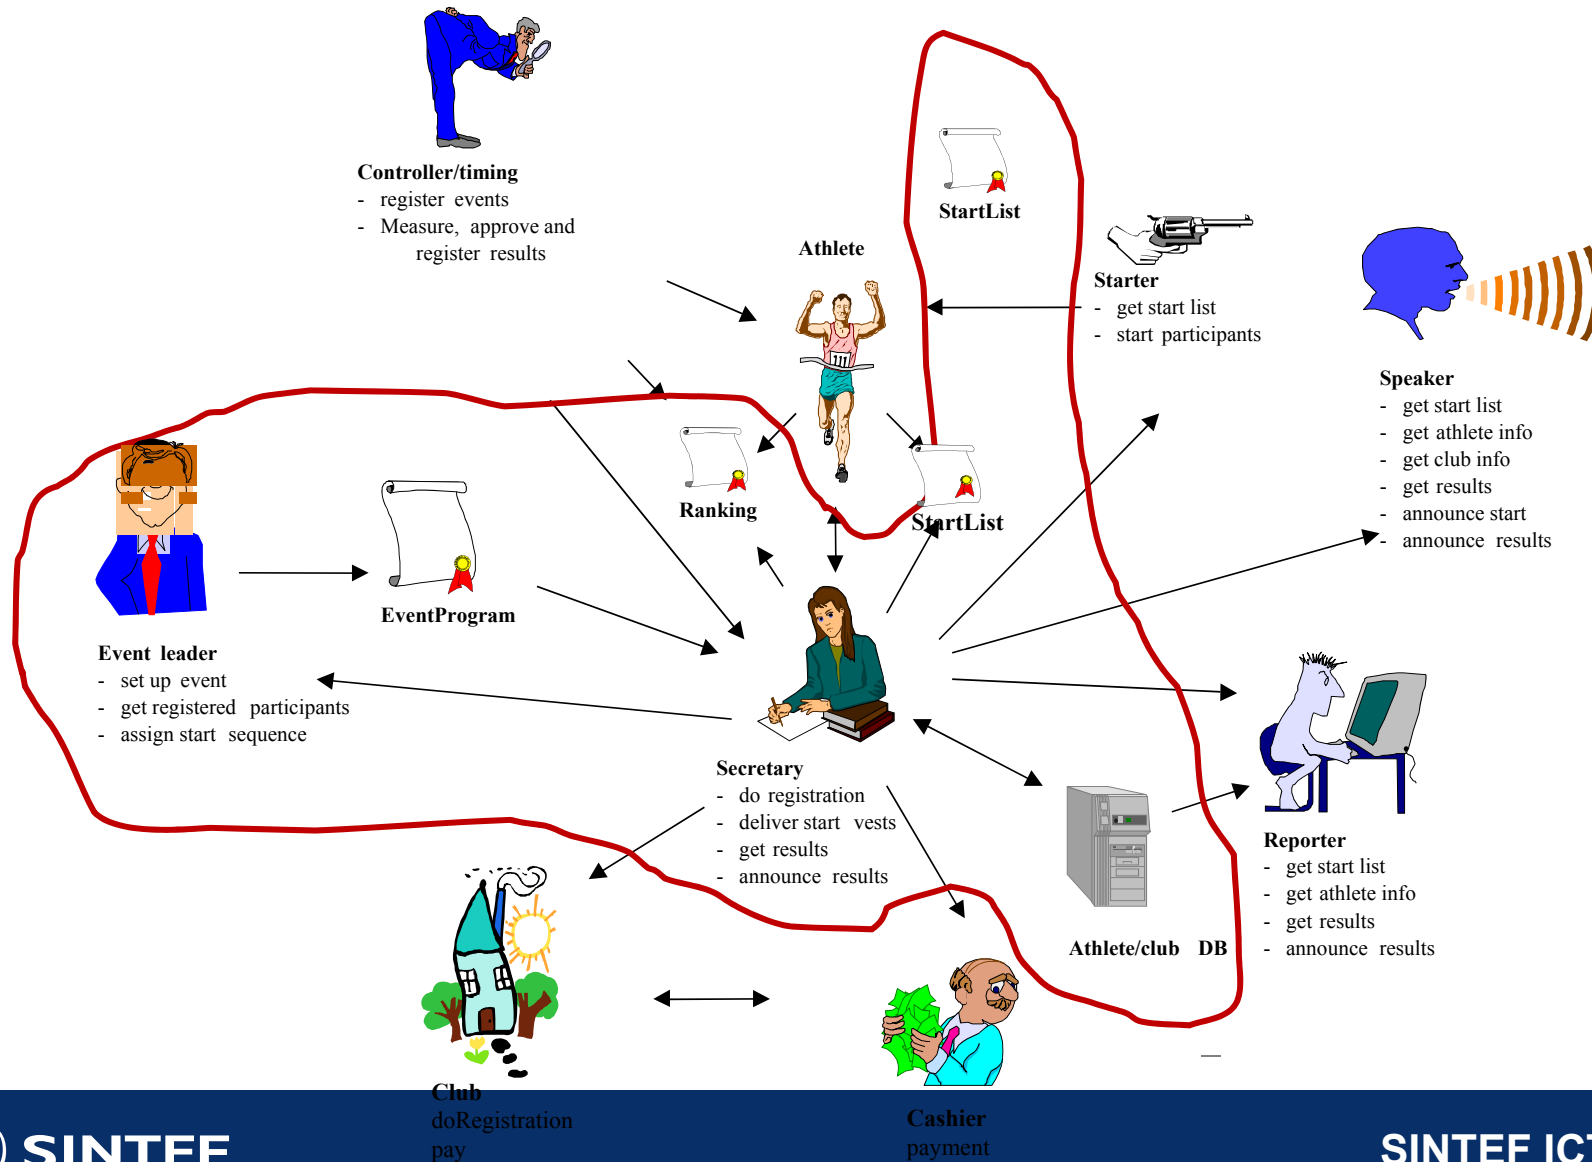 Controller/timing
- register events
- Measure, approve and
register results
Athlete
111
StartList
Starter
- get start list
- start participants
Speaker
- get start list
- get athlete info
- get club info
- get results
- announce start
- announce results
Ranking
StartList
EventProgram
Event leader
- set up event
- get registered participants
- assign start sequence
Secretary
- do registration
- deliver start vests
- get results
- announce results
Athlete/club DB
Reporter
- get start list
- get athlete info
- get results
- announce results
Club
doRegistration
pay
Cashier
payment
SINTEF
SINTEF ICT